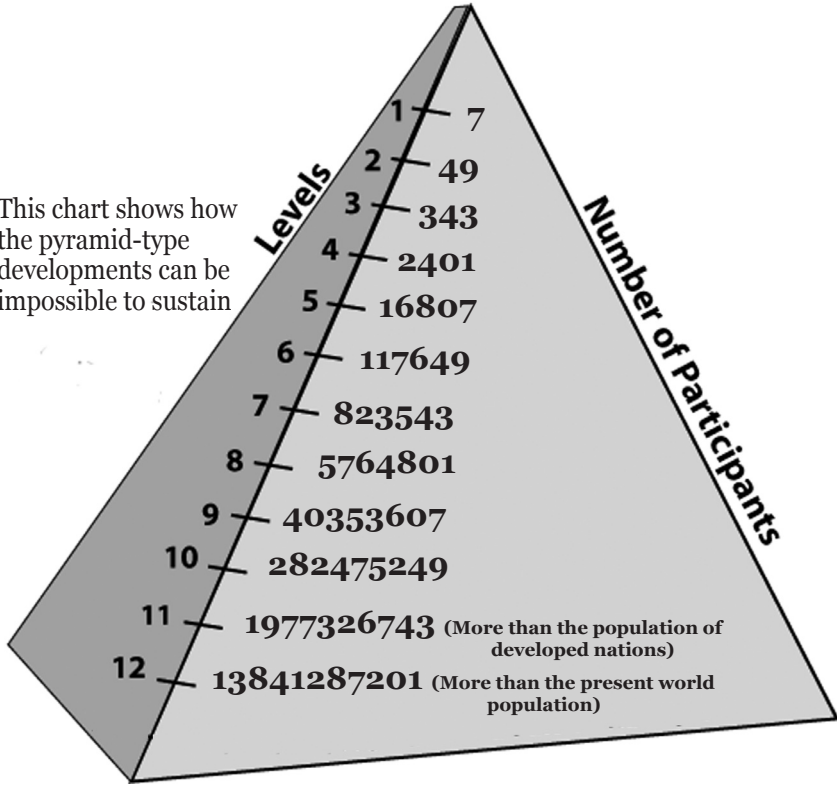 This chart shows how
the pyramid-type
developments can be
impossible to sustain
Levels
Number of Participants
1 7
2 49
3 343
4 2401
5 16807
6 117649
7 823543
8 5764801
9 40353607
10 282475249
11 1977326743 (More than the population of
developed nations)
12 13841287201 (More than the present world
population)